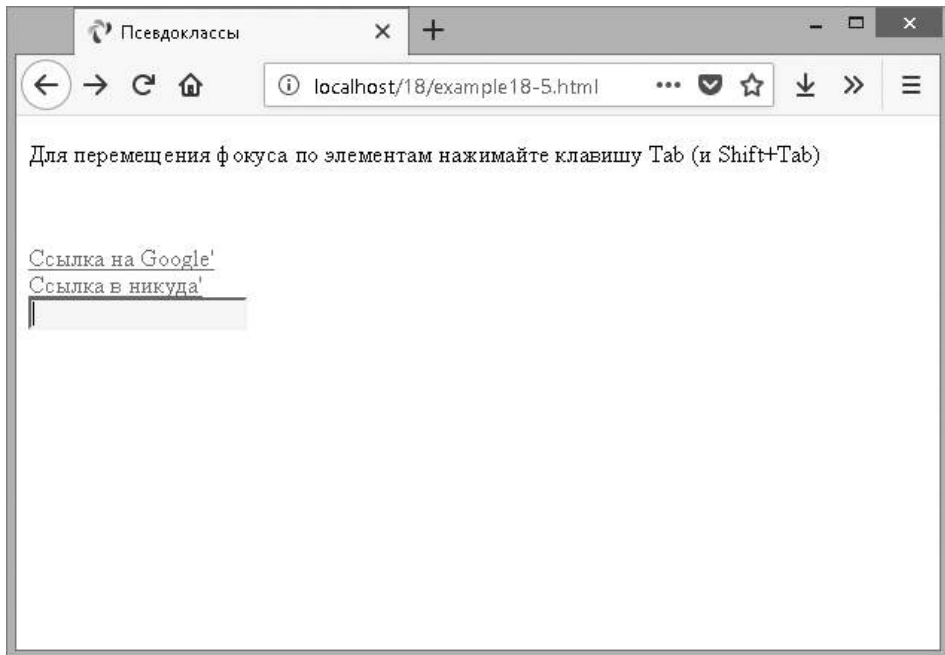 Псевдоклассы
localhost/18/example18-5.html
Для перемещения фокуса по элементам нажимайте клавишу Tab (и Shift+Tab)
Ссылка на Google'
Ссылка в никуда'